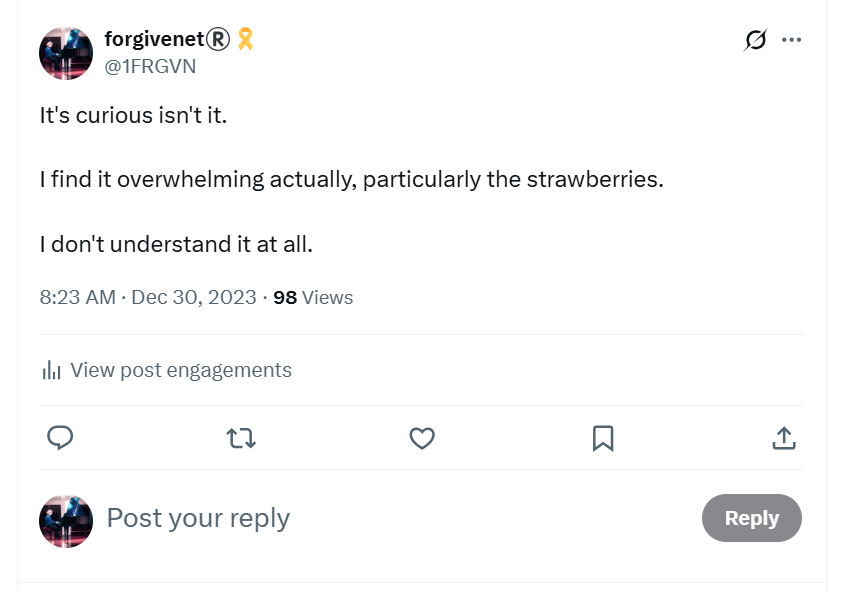 forgivenet®️🎗️
@1FRGVN
It's curious isn't it.
I find it overwhelming actually, particularly the strawberries.
I don't understand it at all.
8:23 AM · Dec 30, 2023 · 98 Views
View post engagements
Post your reply
Reply